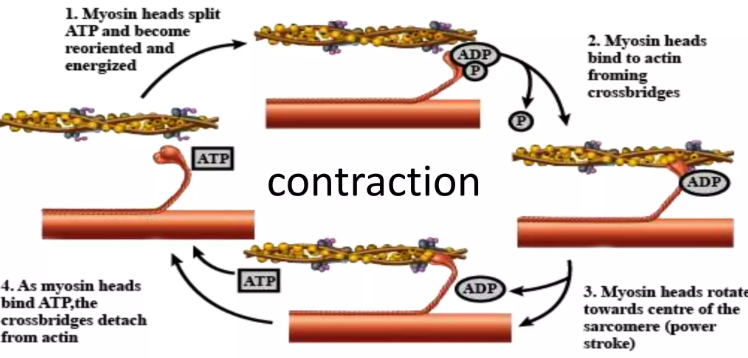 1. Myosin heads split
ATP and become
reoriented and
energized
ADP
P
2. Myosin heads
bind to actin
froming
crossbridges
P
ATP
contraction
ADP
4. As myosin heads
bind ATP,the
crossbridges detach
from actin
ATP
ADP
3. Myosin heads rotate
towards centre of the
sarcomere (power
stroke)